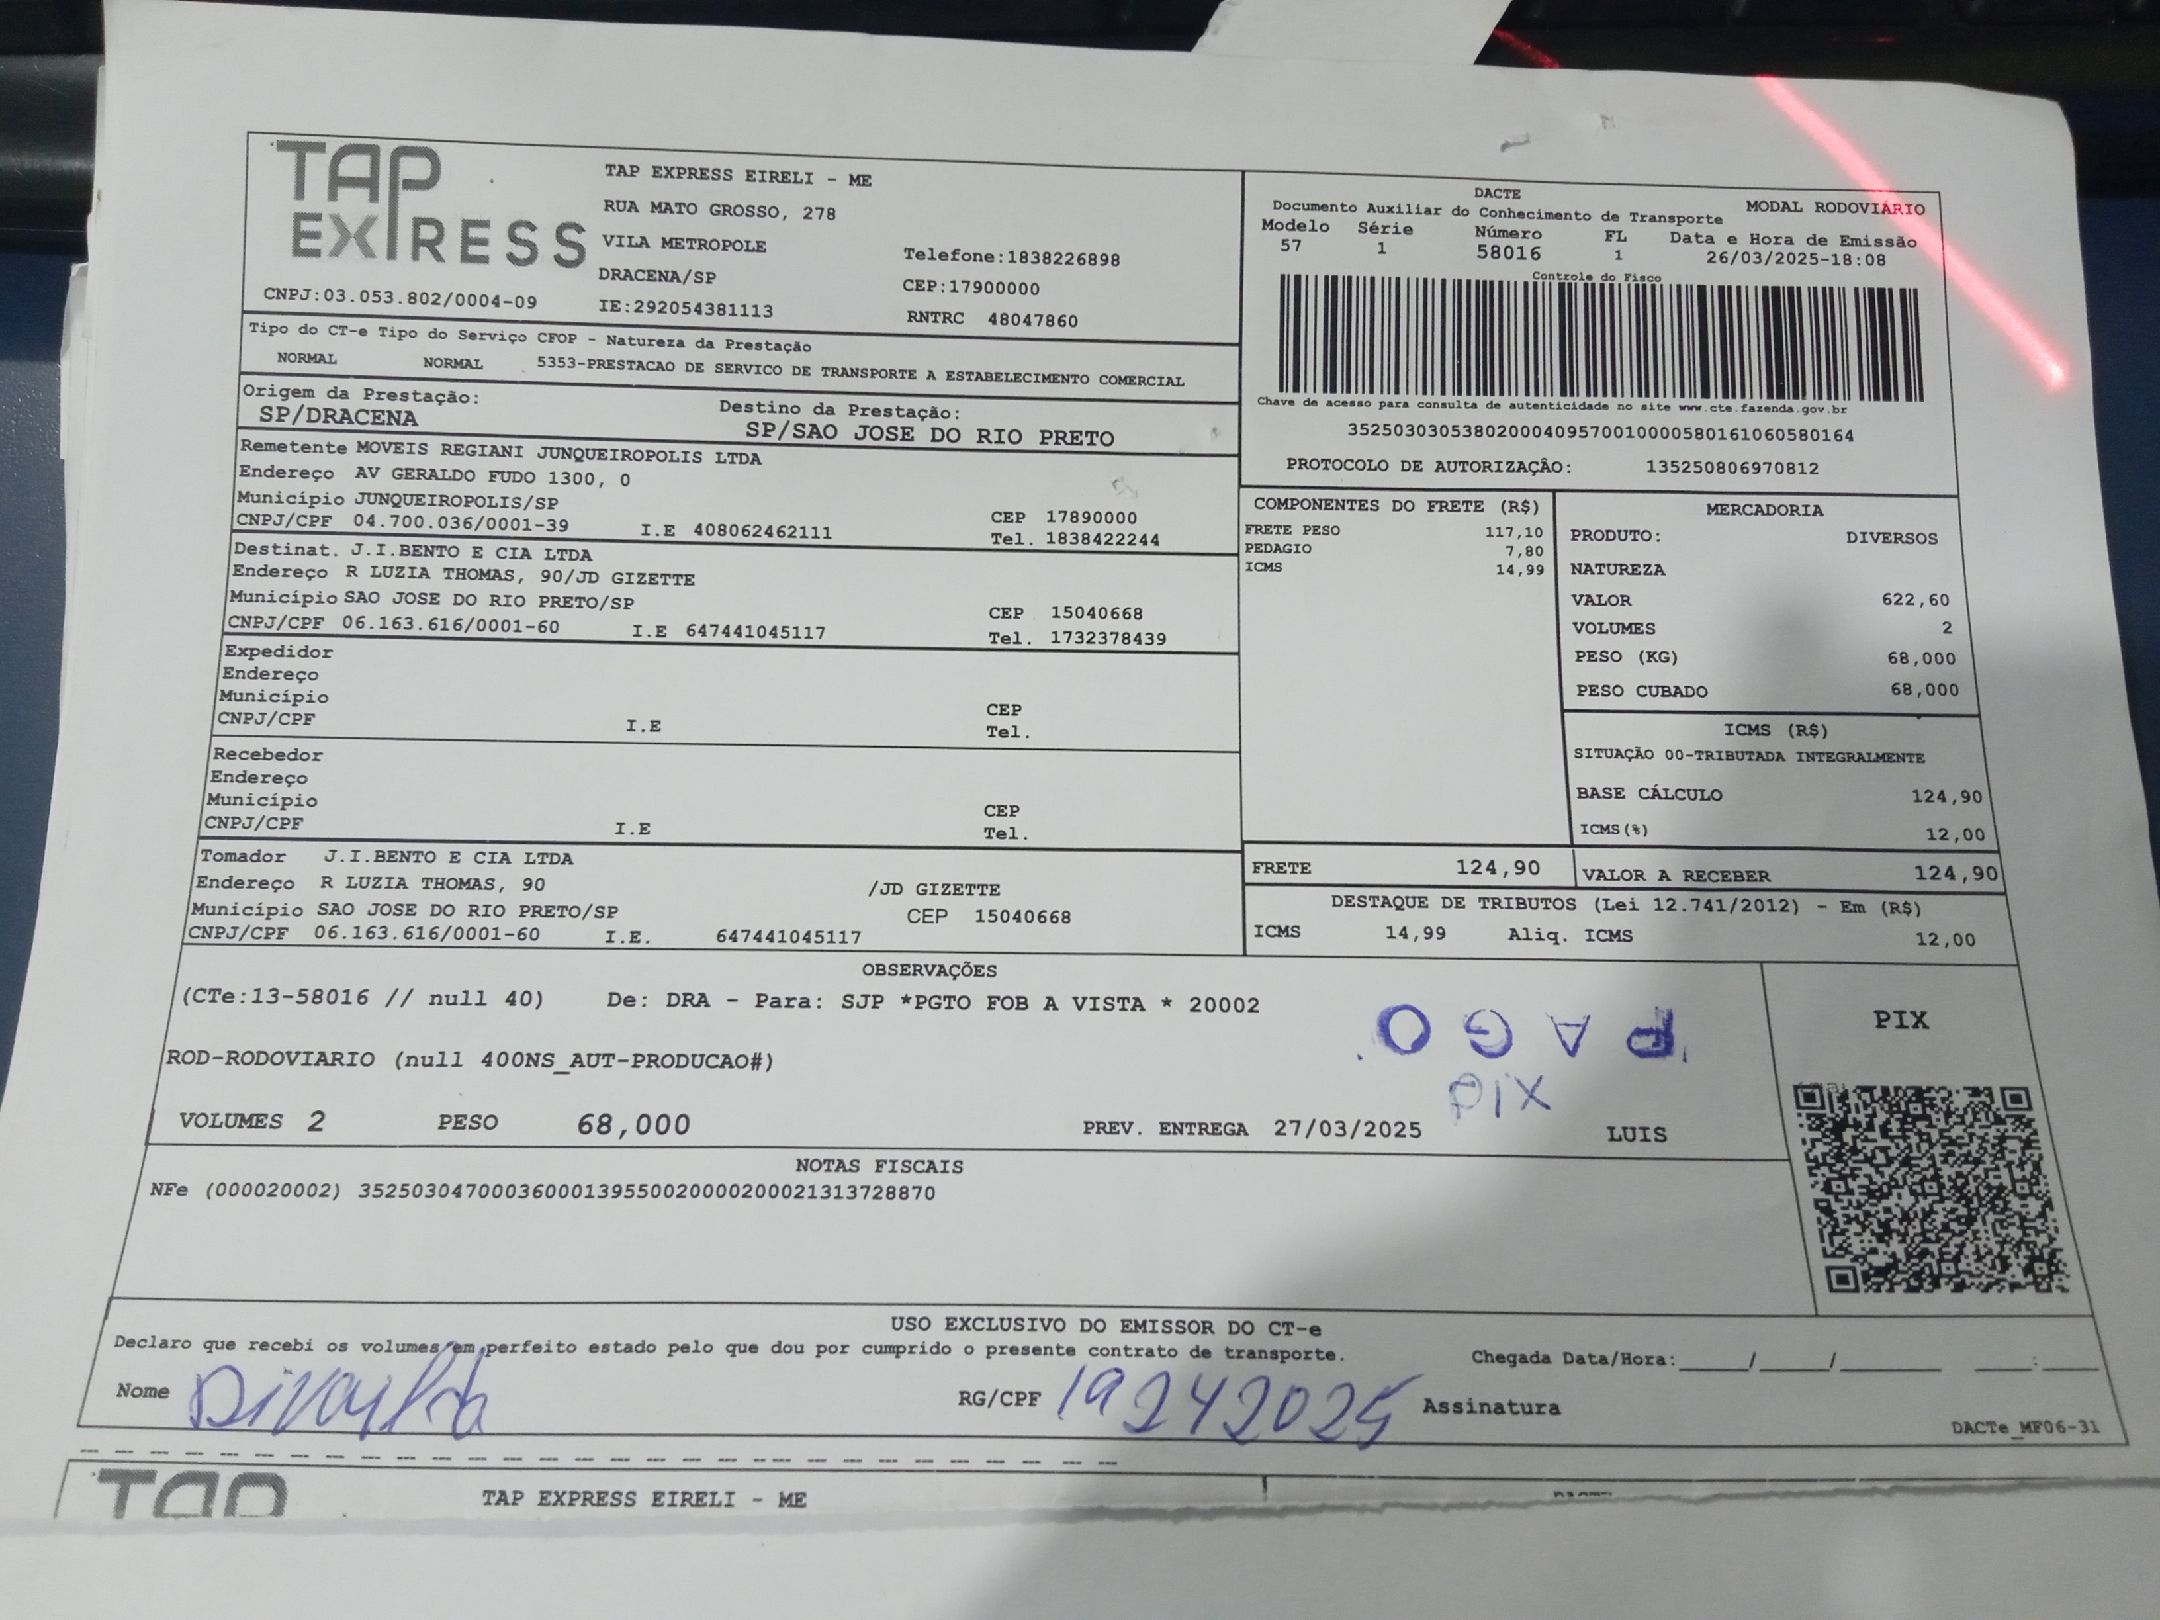 TAP EXPRESS
TAP EXPRESS EIRELI - ME
RUA MATO GROSSO, 278
VILA METROPOLE
Telefone:1838226898
DRACENA/SP
CEP:17900000
CNPJ:03.053.802/0004-09
IE:292054381113
RNTRC 48047860
DACTE
Documento Auxiliar do Conhecimento de Transporte
MODAL RODOVIÁRIO
Modelo Série Número FL Data e Hora de Emissão
57 1 58016 1 26/03/2025-18:08
Controle do Fisco
Chave de acesso para consulta de autenticidade no site www.cte.fazenda.gov.br
35250303053802000409570010000580161060580164
PROTOCOLO DE AUTORIZAÇÂO: 135250806970812
Tipo do CT-e Tipo do Serviço CFOP - Natureza da Prestação
NORMAL NORMAL 5353-PRESTACAO DE SERVICO DE TRANSPORTE A ESTABELECIMENTO COMERCIAL
Origem da Prestação: Destino da Prestação:
SP/DRACENA SP/SAO JOSE DO RIO PRETO
Remetente MOVEIS REGIANI JUNQUEIROPOLIS LTDA
Endereço AV GERALDO FUDO 1300, 0
Município JUNQUEIROPOLIS/SP CEP 17890000
CNPJ/CPF 04.700.036/0001-39 I.E 408062462111 Tel. 1838422244
Destinat. J.I.BENTO E CIA LTDA
Endereço R LUZIA THOMAS, 90/JD GIZETTE
Município SAO JOSE DO RIO PRETO/SP CEP 15040668
CNPJ/CPF 06.163.616/0001-60 I.E 647441045117 Tel. 1732378439
Expedidor
Endereço
Município CEP
CNPJ/CPF I.E Tel.
Recebedor
Endereço
Município CEP
CNPJ/CPF I.E Tel.
Tomador J.I.BENTO E CIA LTDA
Endereço R LUZIA THOMAS, 90 /JD GIZETTE
Município SAO JOSE DO RIO PRETO/SP CEP 15040668
CNPJ/CPF 06.163.616/0001-60 I.E. 647441045117
COMPONENTES DO FRETE (R$)
FRETE PESO 117,10
PEDAGIO 7,80
ICMS 14,99
MERCADORIA
PRODUTO: DIVERSOS
NATUREZA
VALOR 622,60
VOLUMES 2
PESO (KG) 68,000
PESO CUBADO 68,000
ICMS (R$)
SITUAÇÃO 00-TRIBUTADA INTEGRALMENTE
BASE CÁLCULO 124,90
ICMS(%) 12,00
FRETE 124,90 VALOR A RECEBER 124,90
DESTAQUE DE TRIBUTOS (Lei 12.741/2012) - Em (R$)
ICMS 14,99 Aliq. ICMS 12,00
OBSERVAÇÕES
(CTe:13-58016 // null 40) De: DRA - Para: SJP *PGTO FOB A VISTA * 20002
PAGO
PIX
ROD-RODOVIARIO (null 400NS_AUT-PRODUCAO#)
VOLUMES 2 PESO 68,000 PREV. ENTREGA 27/03/2025 LUIS
PIX
NOTAS FISCAIS
NFe (000020002) 35250304700036000139550020000200021313728870
USO EXCLUSIVO DO EMISSOR DO CT-e
Declaro que recebi os volumes em perfeito estado pelo que dou por cumprido o presente contrato de transporte.
Chegada Data/Hora:_____/_____/_______ ____:____
Nome RG/CPF 19242025 Assinatura
DACTe_MF06-31
TAP EXPRESS EIRELI - ME